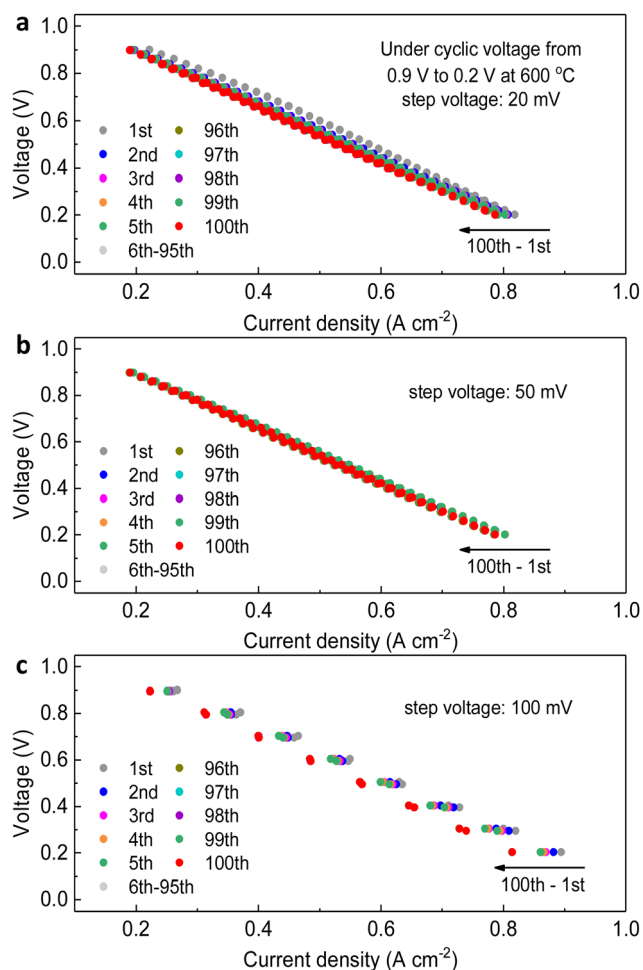 a
Under cyclic voltage from
0.9 V to 0.2 V at 600 °C
step voltage: 20 mV
Voltage (V)
1.0
0.8
0.6
0.4
0.2
0.0
1st
96th
2nd
97th
3rd
98th
4th
99th
5th
100th
6th-95th
100th - 1st
0.2
0.4
0.6
0.8
1.0
Current density (A cm⁻²)
b
step voltage: 50 mV
Voltage (V)
1.0
0.8
0.6
0.4
0.2
0.0
1st
96th
2nd
97th
3rd
98th
4th
99th
5th
100th
6th-95th
100th - 1st
0.2
0.4
0.6
0.8
1.0
Current density (A cm⁻²)
c
step voltage: 100 mV
Voltage (V)
1.0
0.8
0.6
0.4
0.2
0.0
1st
96th
2nd
97th
3rd
98th
4th
99th
5th
100th
6th-95th
100th - 1st
0.2
0.4
0.6
0.8
1.0
Current density (A cm⁻²)